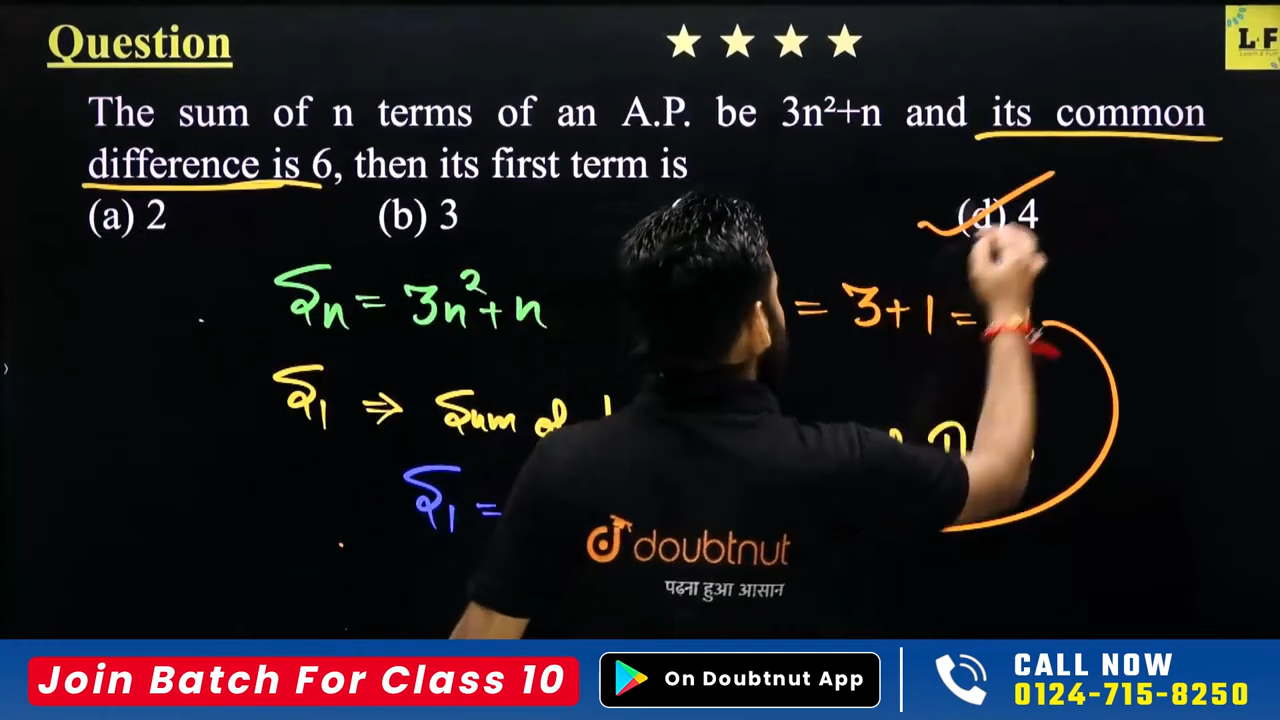 Question
L F
The sum of n terms of an A.P. be 3n²+n and its common
difference is 6, then its first term is
(a) 2 (b) 3 (d) 4
Sn = 3n² + n = 3 + 1 =
S₁ ⇒ Sum of
S₁ =
doubtnut
पढना हुआ आसान
Join Batch For Class 10
On Doubtnut App
CALL NOW
0124-715-8250